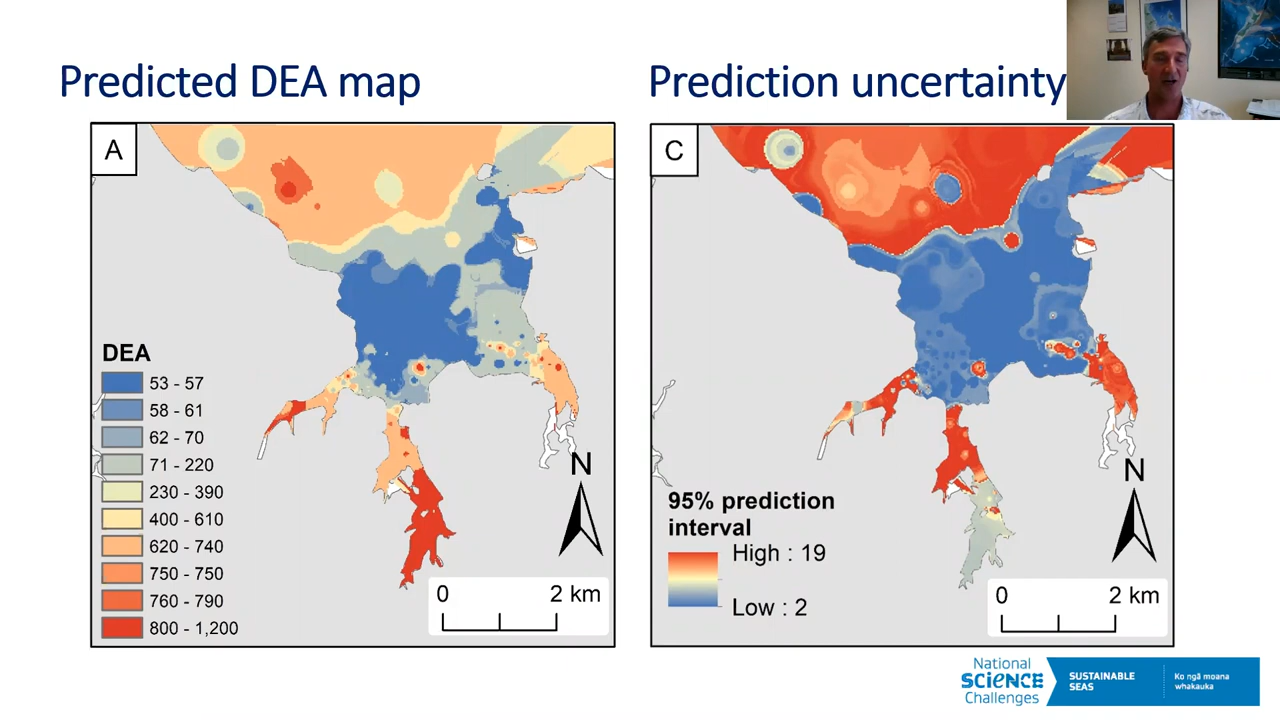 Predicted DEA map
Prediction uncertainty
A
C
DEA
53 - 57
58 - 61
62 - 70
71 - 220
230 - 390
400 - 610
620 - 740
750 - 750
760 - 790
800 - 1,200
N
0 2 km
95% prediction
interval
High : 19
Low : 2
N
0 2 km
National
SCiENCE
Challenges
SUSTAINABLE
SEAS
Ko ngā moana
whakauka